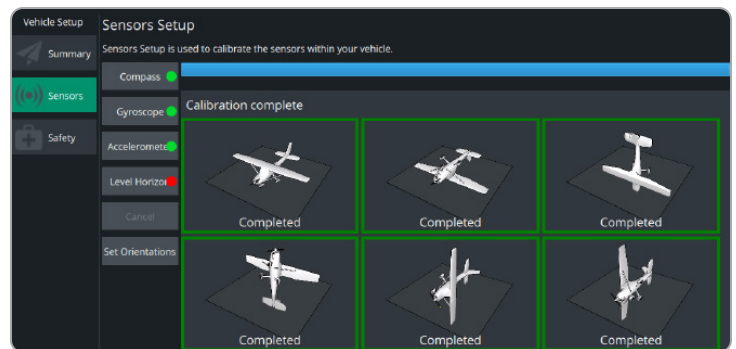 Vehicle Setup
Summary
Sensors
Safety
Sensors Setup
Sensors Setup is used to calibrate the sensors within your vehicle.
Compass
Gyroscope
Acceleromete
Level Horizo
Cancel
Set Orientations
Calibration complete
Completed Completed Completed
Completed Completed Completed